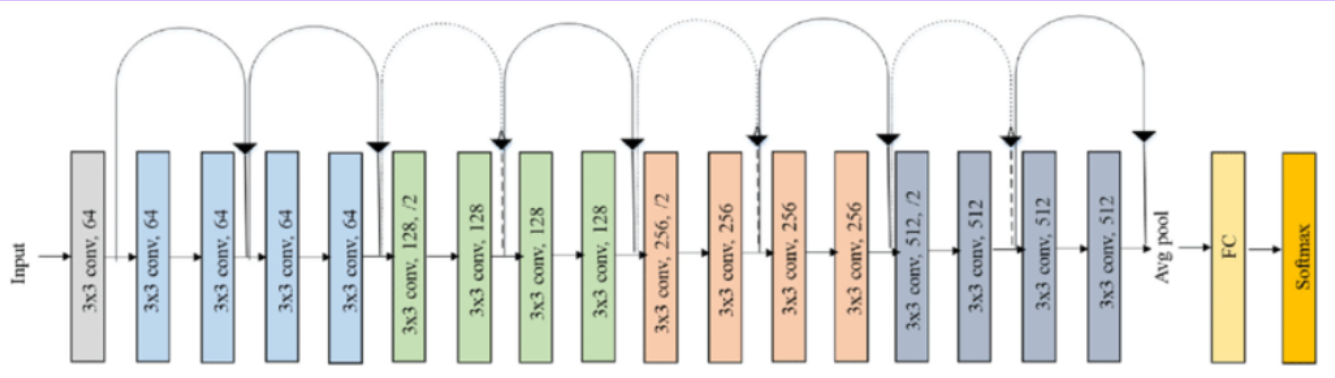 Input
3x3 conv, 64
3x3 conv, 64
3x3 conv, 64
3x3 conv, 64
3x3 conv, 64
3x3 conv, 128, /2
3x3 conv, 128
3x3 conv, 128
3x3 conv, 128
3x3 conv, 256, /2
3x3 conv, 256
3x3 conv, 256
3x3 conv, 256
3x3 conv, 512, /2
3x3 conv, 512
3x3 conv, 512
3x3 conv, 512
Avg pool
FC
Softmax